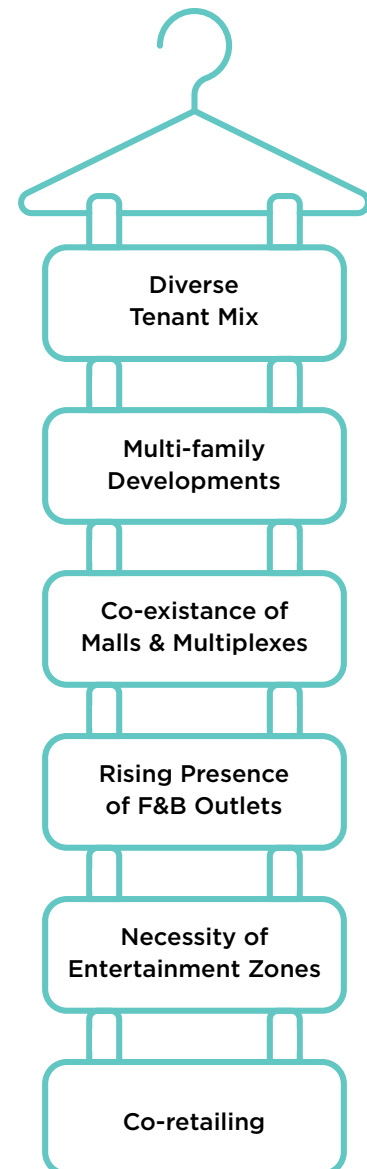 Diverse
Tenant Mix
Multi-family
Developments
Co-existance of
Malls & Multiplexes
Rising Presence
of F&B Outlets
Necessity of
Entertainment Zones
Co-retailing